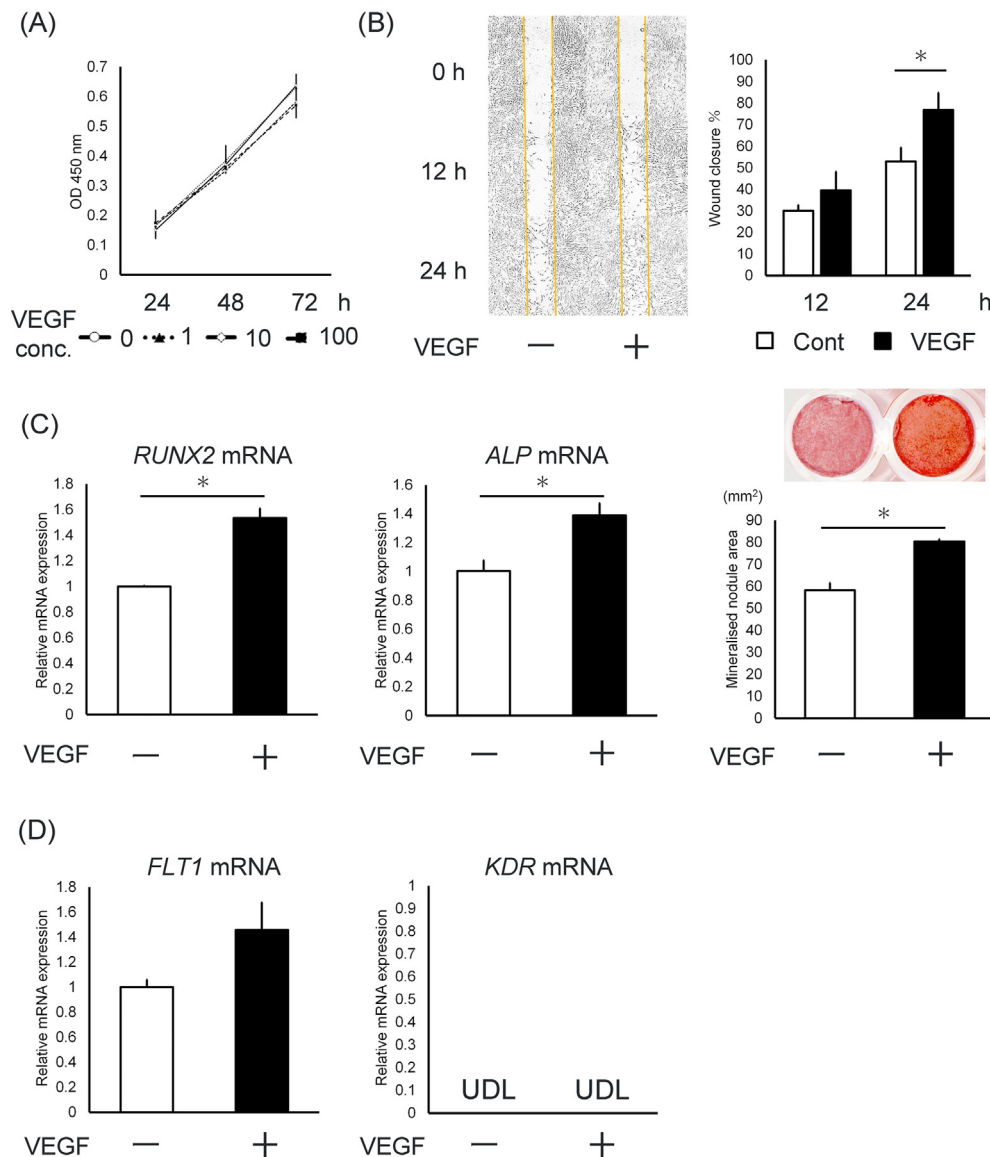 (A)
0.7
0.6
0.5
0.4
0.3
0.2
0.1
0
OD 450 nm
24 48 72 h
VEGF conc. 0 1 10 100
(B)
0 h
12 h
24 h
VEGF － ＋
100
90
80
70
60
50
40
30
20
10
0
Wound closure %
*
12 24 h
Cont VEGF
(C)
RUNX2 mRNA
*
1.8
1.6
1.4
1.2
1
0.8
0.6
0.4
0.2
0
Relative mRNA expression
VEGF － ＋
ALP mRNA
*
1.6
1.4
1.2
1
0.8
0.6
0.4
0.2
0
Relative mRNA expression
VEGF － ＋
(mm²)
*
90
80
70
60
50
40
30
20
10
0
Mineralised nodule area
VEGF － ＋
(D)
FLT1 mRNA
1.8
1.6
1.4
1.2
1
0.8
0.6
0.4
0.2
0
Relative mRNA expression
VEGF － ＋
KDR mRNA
1
0.9
0.8
0.7
0.6
0.5
0.4
0.3
0.2
0.1
0
Relative mRNA expression
UDL UDL
VEGF － ＋